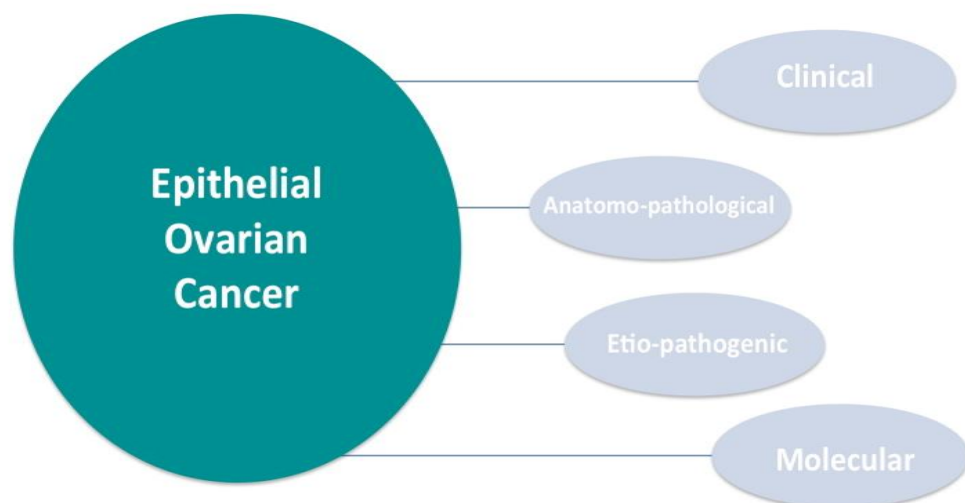 Epithelial
Ovarian
Cancer
Clinical
Anatomo-pathological
Etio-pathogenic
Molecular